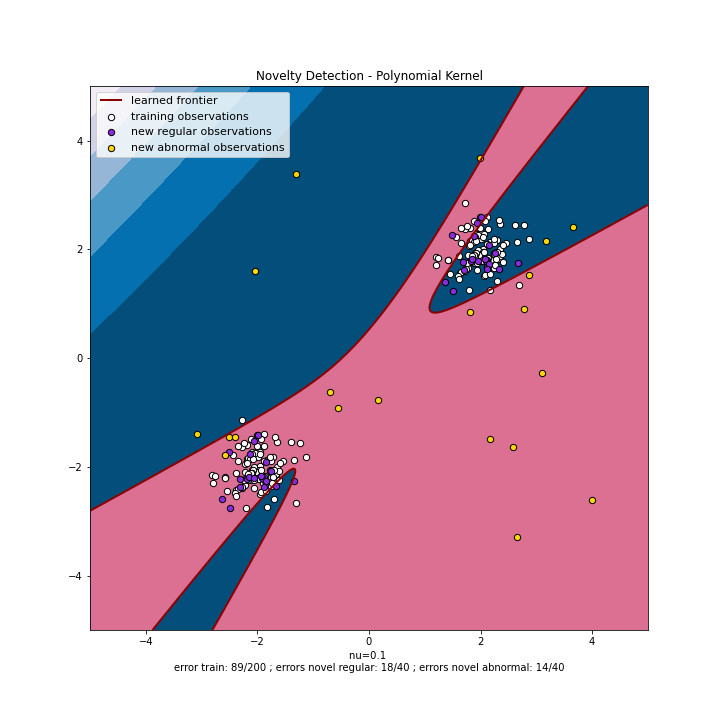 Novelty Detection - Polynomial Kernel
learned frontier
training observations
new regular observations
new abnormal observations
4
2
0
−2
−4
−4
−2
0
2
4
nu=0.1
error train: 89/200 ; errors novel regular: 18/40 ; errors novel abnormal: 14/40